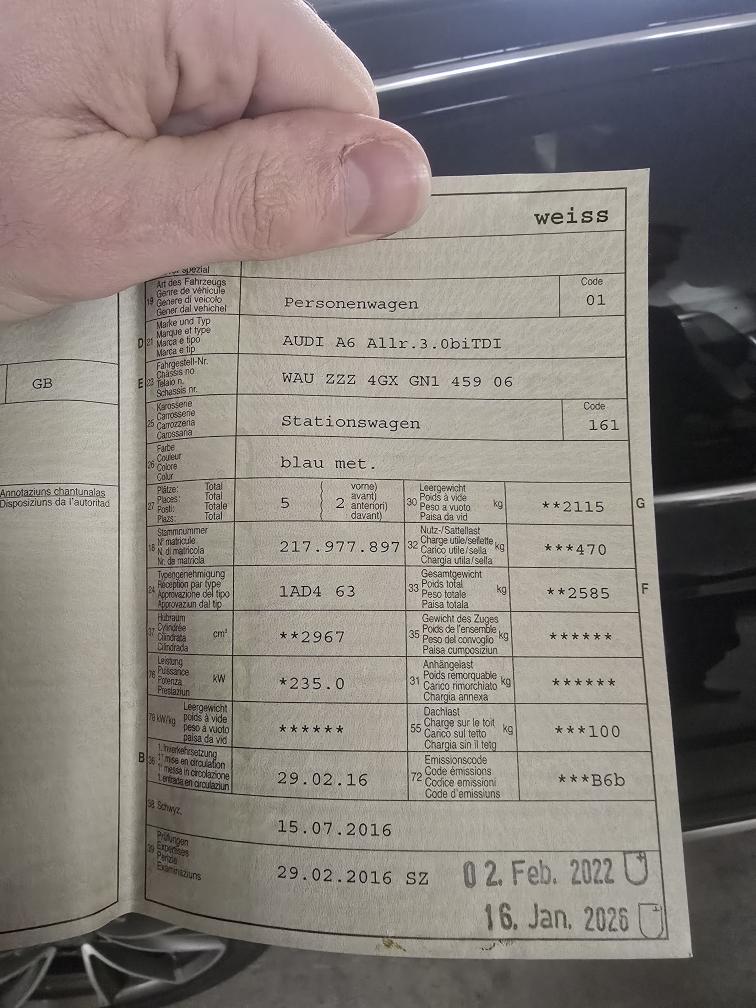 weiss
spezial
19 Art des Fahrzeugs
Genre de véhicule
Genere di veicolo
Gener dal vehichel
Personenwagen
Code
01
D 21 Marke und Typ
Marque et type
Marca e tipo
Marca e tip
AUDI A6 Allr.3.0biTDI
E 23 Fahrgestell-Nr.
Châssis no
Telaio n.
Schassis nr.
WAU ZZZ 4GX GN1 459 06
GB
25 Karosserie
Carrosserie
Carrozzeria
Carossaria
Stationswagen
Code
161
26 Farbe
Couleur
Colore
Colur
blau met.
Annotaziuns chantunalas
Disposiziuns da l'autoritad
27 Plätze: Total
Places: Total
Posti: Totale
Plazs: Total
5
2
vorne)
avant)
anteriori)
davant)
30 Leergewicht
Poids à vide
Peso a vuoto
Paisa da vid
kg
**2115
G
18 Stammnummer
N° matricule
N. di matricola
Nr. da matricla
217.977.897
32 Nutz-/Sattellast
Charge utile/sellette
Carico utile/sella
Chargia utila/sella
kg
***470
24 Typengenehmigung
Réception par type
Approvazione del tipo
Approvaziun dal tip
1AD4 63
33 Gesamtgewicht
Poids total
Peso totale
Paisa totala
kg
**2585
F
37 Hubraum
Cylindrée
Cilindrata
Cilindrada
cm³
**2967
35 Gewicht des Zuges
Poids de l'ensemble
Peso del convoglio
Paisa cumposiziun
kg
******
76 Leistung
Puissance
Potenza
Prestaziun
kW
*235.0
31 Anhängelast
Poids remorquable
Carico rimorchiato
Chargia annexa
kg
******
78 kW/kg
Leergewicht
poids à vide
peso à vuoto
paisa da vid
******
55 Dachlast
Charge sur le toit
Carico sul tetto
Chargia sin il tetg
kg
***100
B 36 1. Inverkehrsetzung
1re mise en circulation
1a messa in circolazione
1. entrada en circulaziun
29.02.16
72 Emissionscode
Code émissions
Codice emissioni
Code d'emissiuns
***B6b
38 Schwyz,
15.07.2016
39 Prüfungen
Expertises
Perizie
Examinaziuns
29.02.2016 SZ
02. Feb. 2022
16. Jan. 2026